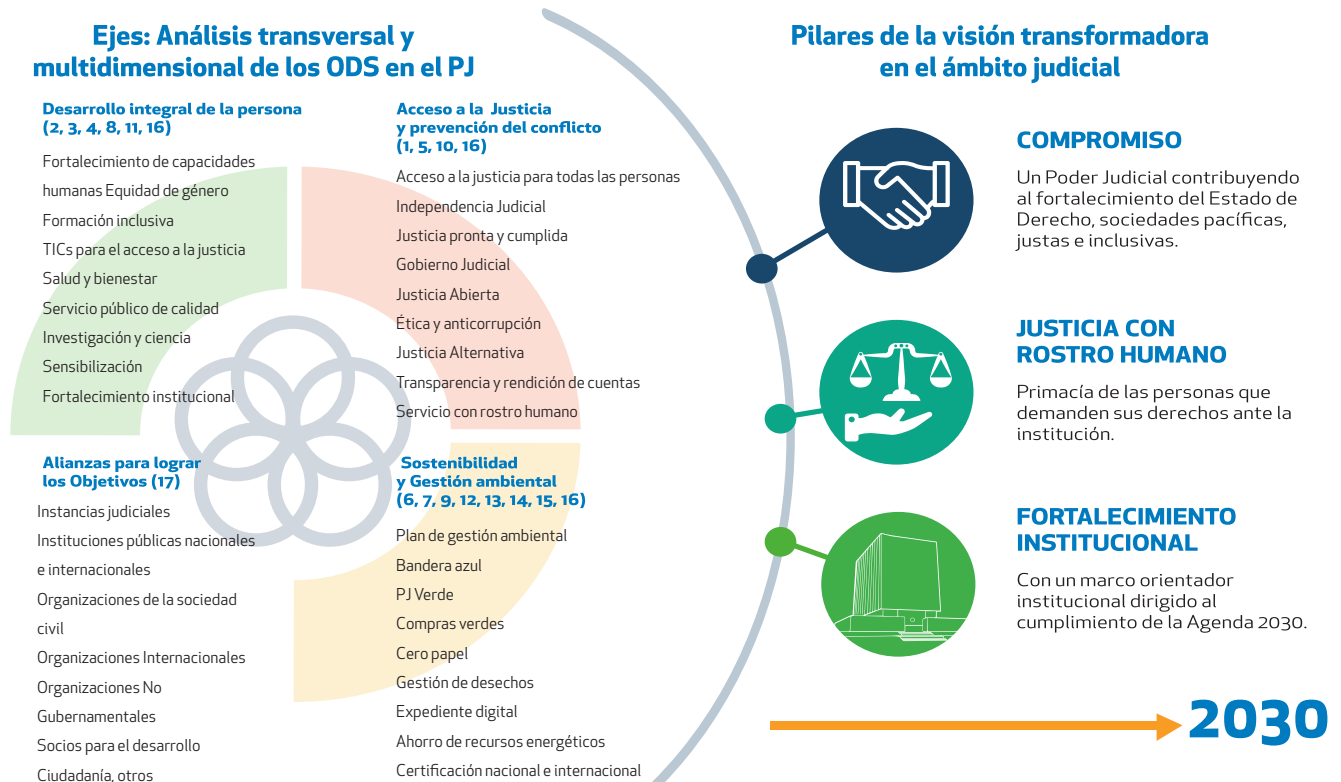 Ejes: Análisis transversal y
multidimensional de los ODS en el PJ
Desarrollo integral de la persona
(2, 3, 4, 8, 11, 16)
Fortalecimiento de capacidades
humanas Equidad de género
Formación inclusiva
TICs para el acceso a la justicia
Salud y bienestar
Servicio público de calidad
Investigación y ciencia
Sensibilización
Fortalecimiento institucional
Acceso a la Justicia
y prevención del conflicto
(1, 5, 10, 16)
Acceso a la justicia para todas las personas
Independencia Judicial
Justicia pronta y cumplida
Gobierno Judicial
Justicia Abierta
Ética y anticorrupción
Justicia Alternativa
Transparencia y rendición de cuentas
Servicio con rostro humano
Alianzas para lograr
los Objetivos (17)
Instancias judiciales
Instituciones públicas nacionales
e internacionales
Organizaciones de la sociedad
civil
Organizaciones Internacionales
Organizaciones No
Gubernamentales
Socios para el desarrollo
Ciudadanía, otros
Sostenibilidad
y Gestión ambiental
(6, 7, 9, 12, 13, 14, 15, 16)
Plan de gestión ambiental
Bandera azul
PJ Verde
Compras verdes
Cero papel
Gestión de desechos
Expediente digital
Ahorro de recursos energéticos
Certificación nacional e internacional
Pilares de la visión transformadora
en el ámbito judicial
COMPROMISO
Un Poder Judicial contribuyendo
al fortalecimiento del Estado de
Derecho, sociedades pacíficas,
justas e inclusivas.
JUSTICIA CON
ROSTRO HUMANO
Primacía de las personas que
demanden sus derechos ante la
institución.
FORTALECIMIENTO
INSTITUCIONAL
Con un marco orientador
institucional dirigido al
cumplimiento de la Agenda 2030.
2030